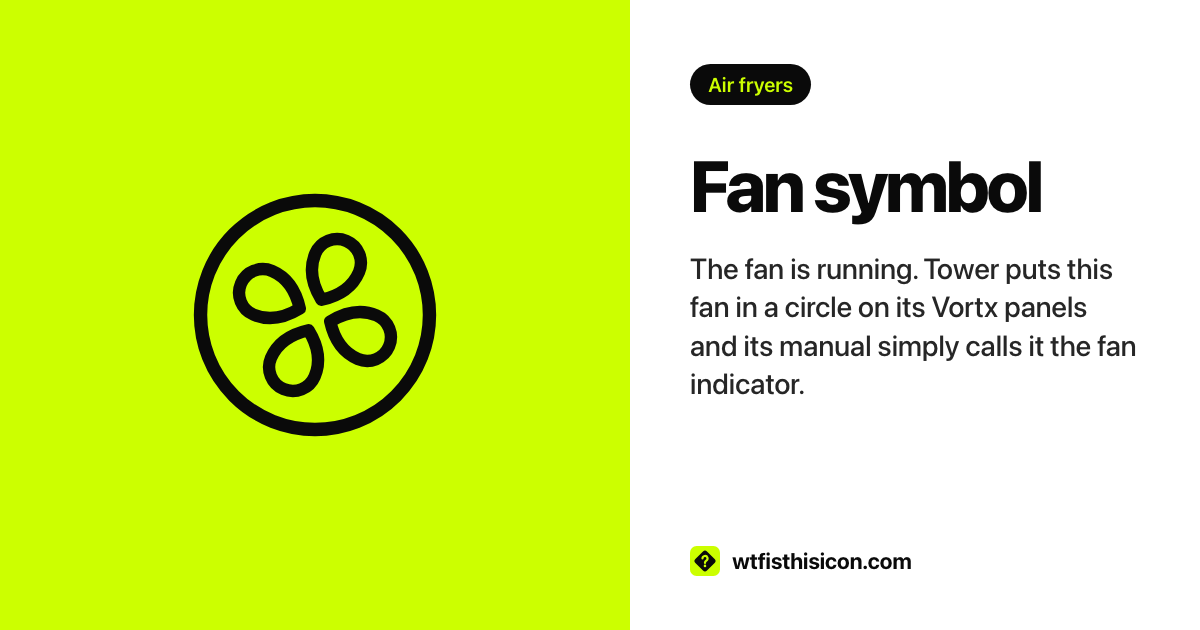 Air fryers
Fan symbol
The fan is running. Tower puts this
fan in a circle on its Vortx panels
and its manual simply calls it the fan
indicator.
?
wtfisthisicon.com